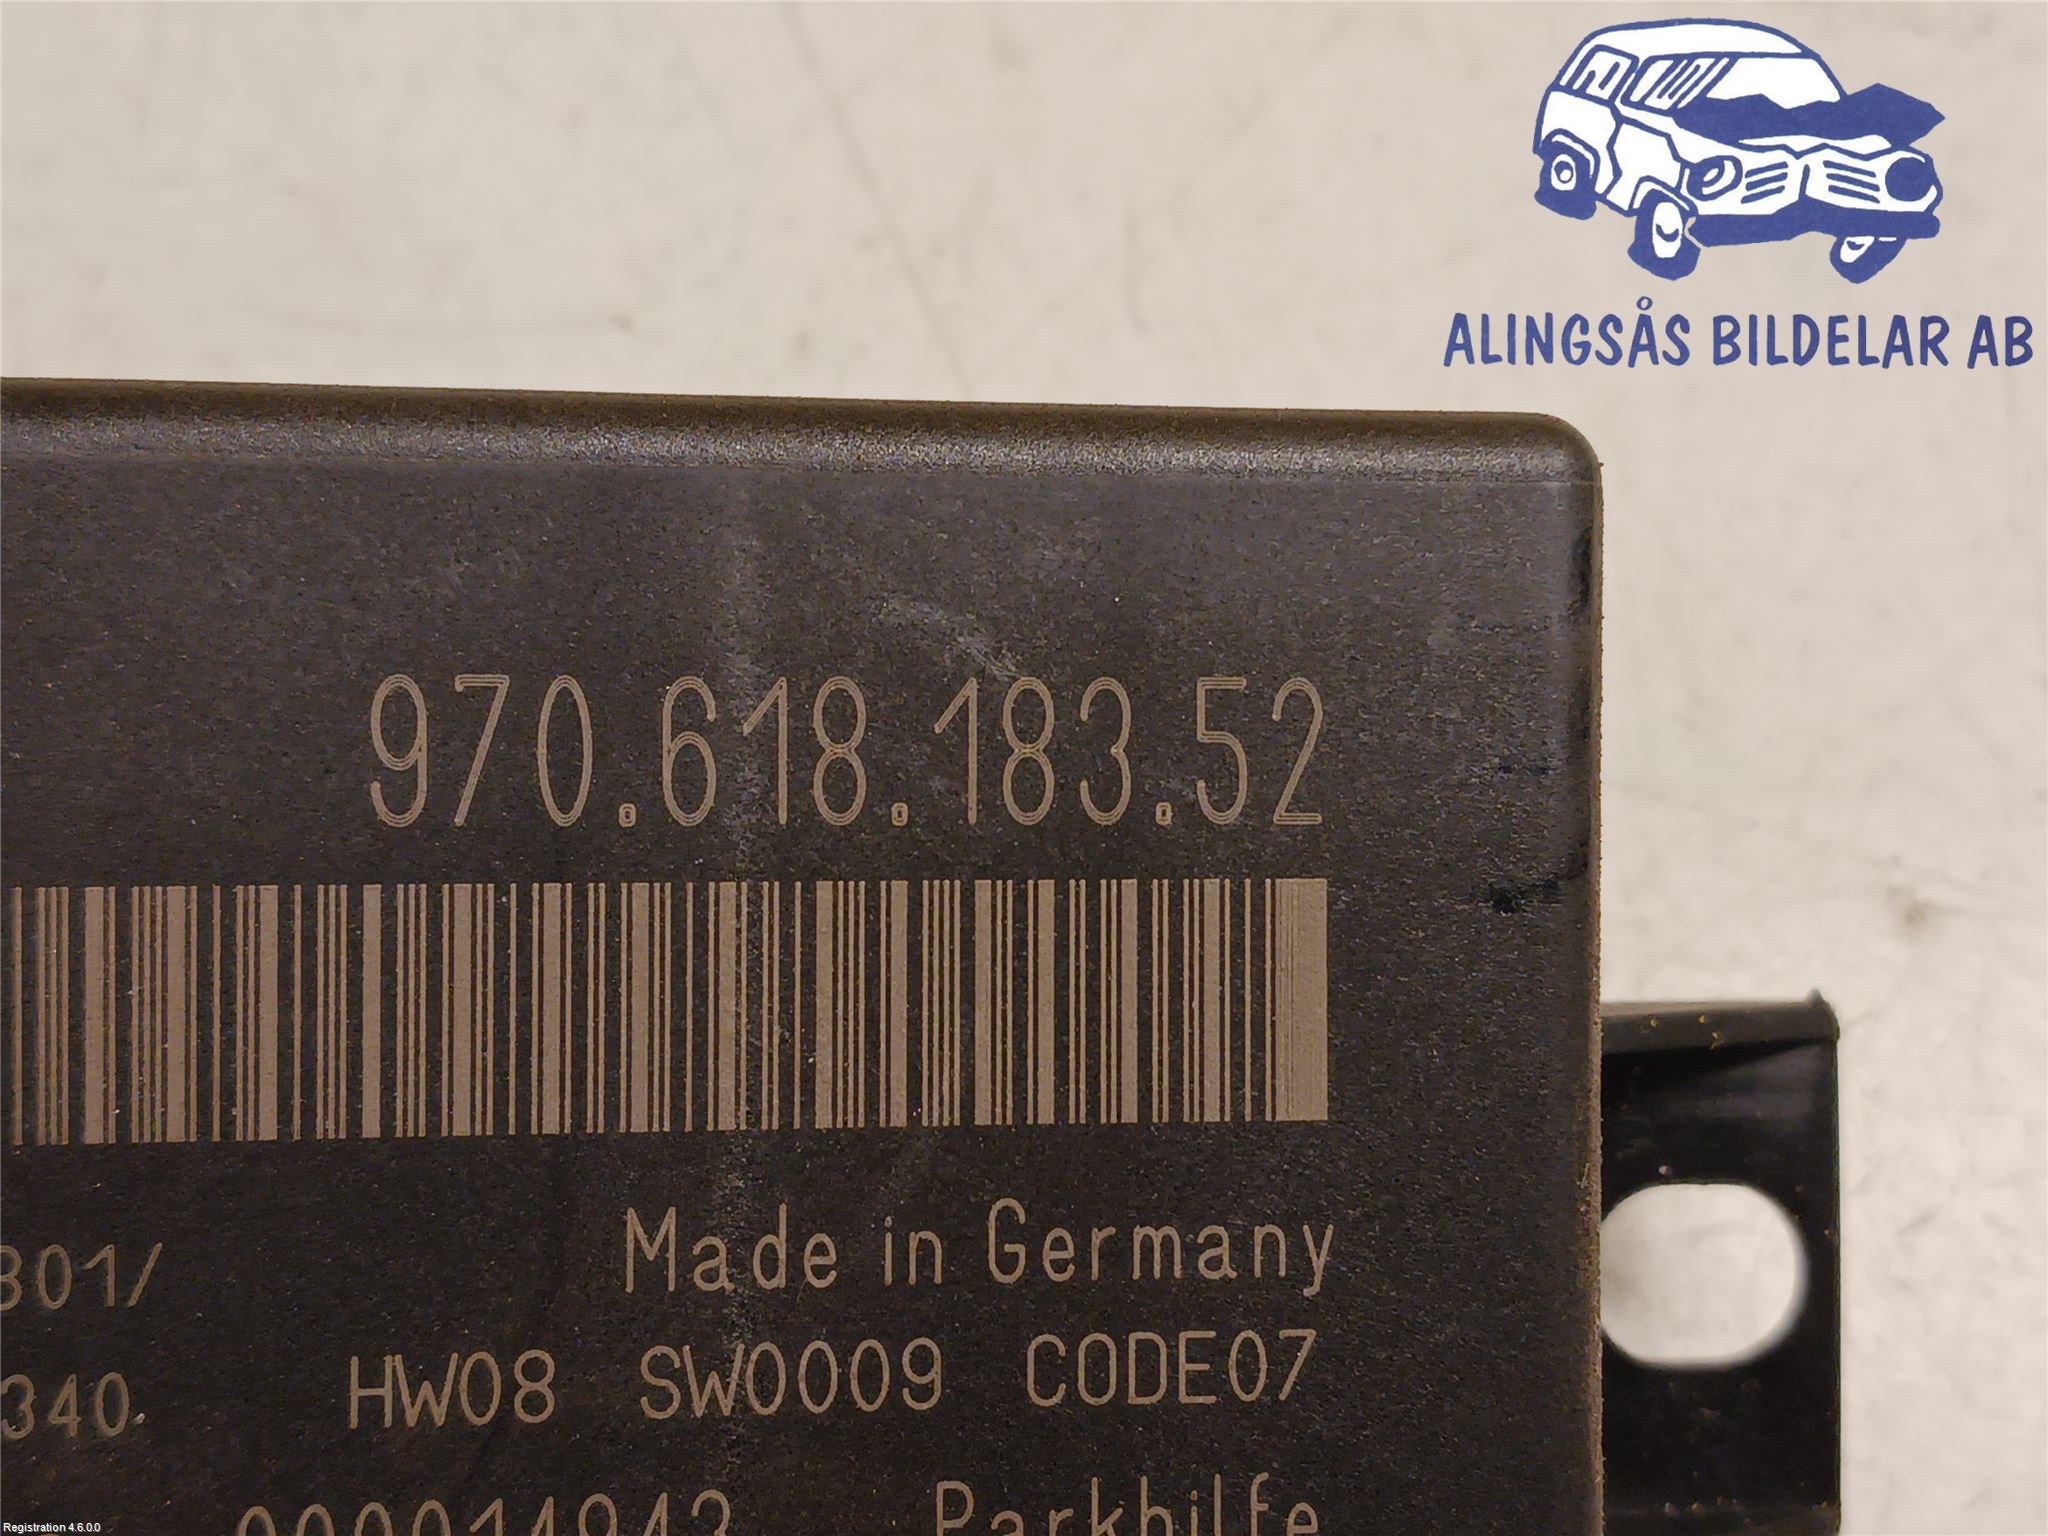 ALINGSÅS BILDELAR AB
970.618.183.52
Made in Germany
301/
340.
HW08 SW0009 CODE07
Parkhilfe
Registration 4.6.0.0